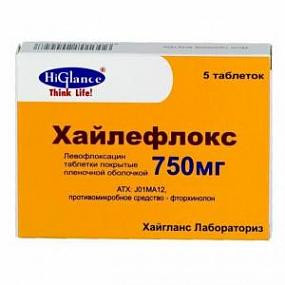 HiGlance
Think Life!
5 таблеток
Хайлефлокс
Левофлоксацин
таблетки покрытые
пленочной оболочкой
750мг
АТХ: J01MA12,
противомикробное средство - фторхинолон
Хайгланс Лабораториз